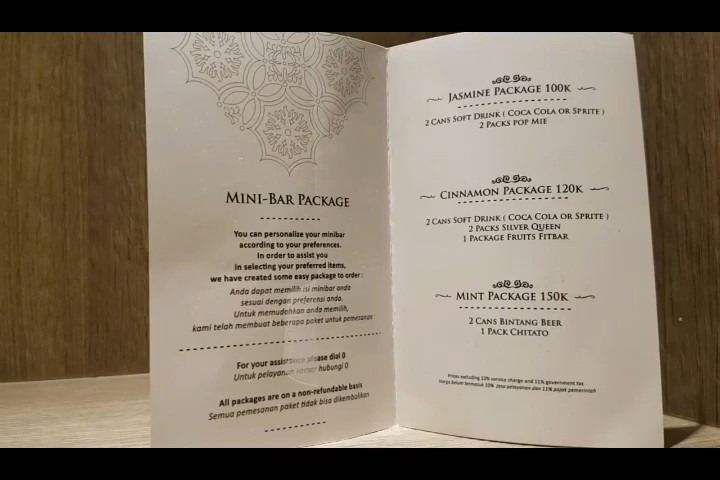 MINI-BAR PACKAGE
You can personalize your minibar
according to your preferences.
In order to assist you
in selecting your preferred items,
we have created some easy package to order :
Anda dapat memilih isi minibar anda
sesuai dengan preferensi anda.
Untuk memudahkan anda memilih,
kami telah membuat beberapa paket untuk pemesanan :
For your assistance please dial 0
Untuk pelayanan kamar hubungi 0
All packages are on a non-refundable basis
Semua pemesanan paket tidak bisa dikembalikan
JASMINE PACKAGE 100K
2 CANS SOFT DRINK ( COCA COLA OR SPRITE )
2 PACKS POP MIE
CINNAMON PACKAGE 120K
2 CANS SOFT DRINK ( COCA COLA OR SPRITE )
2 PACKS SILVER QUEEN
1 PACKAGE FRUITS FITBAR
MINT PACKAGE 150K
2 CANS BINTANG BEER
1 PACK CHITATO
Prices excluding 10% service charge and 11% government tax
Harga belum termasuk 10% jasa pelayanan dan 11% pajak pemerintah